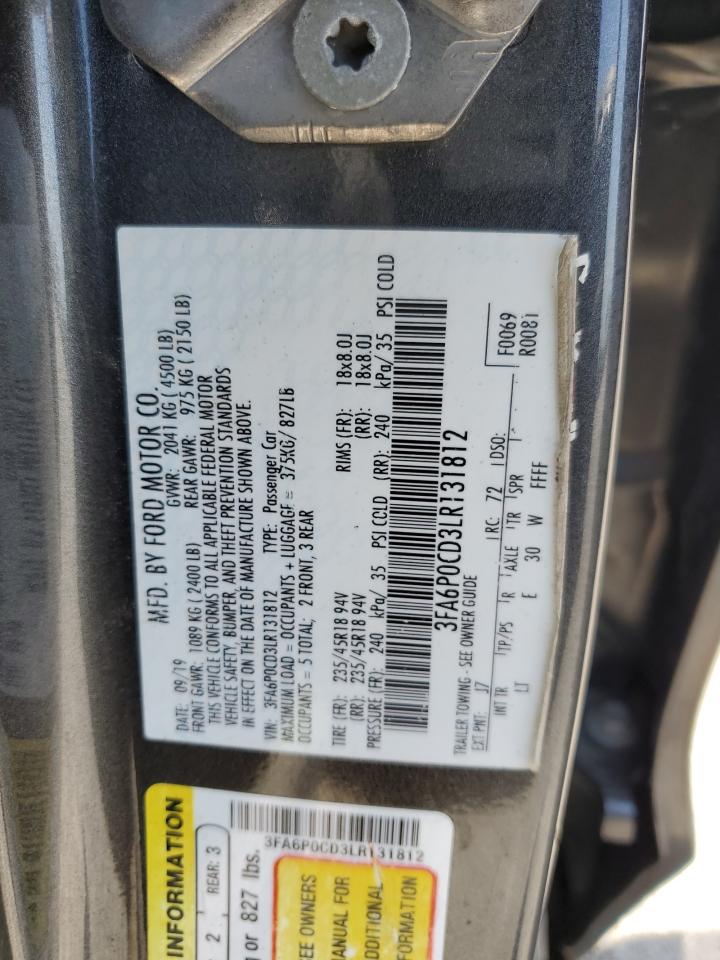 MFD. BY FORD MOTOR CO.
DATE: 09/19 GVWR: 2041 KG ( 4500 LB)
FRONT GAWR: 1089 KG ( 2400 LB) REAR GAWR: 975 KG ( 2150 LB)
THIS VEHICLE CONFORMS TO ALL APPLICABLE FEDERAL MOTOR
VEHICLE SAFETY, BUMPER, AND THEFT PREVENTION STANDARDS
IN EFFECT ON THE DATE OF MANUFACTURE SHOWN ABOVE.
VIN: 3FA6P0CD3LR131812 TYPE: Passenger Car
MAXIMUM LOAD = OCCUPANTS + LUGGAGE = 375KG/ 827LB
OCCUPANTS = 5 TOTAL; 2 FRONT, 3 REAR
TIRE (FR): 235/45R18 94V RIMS (FR): 18x8.0J
(RR): 235/45R18 94V (RR): 18x8.0J
PRESSURE (FR): 240 kPa/ 35 PSI COLD (RR): 240 kPa/ 35 PSI COLD
3FA6P0CD3LR131812
TRAILER TOWING - SEE OWNER GUIDE
EXT PNT: J7 RC: 72 DSO:
INT TR TP/PS R AXLE TR SPR
LT E 30 W FFFF
F0069
R0081
3FA6P0CD3LR131812
INFORMATION
2 REAR: 3
or 827 lbs.
SEE OWNERS
MANUAL FOR
ADDITIONAL
INFORMATION